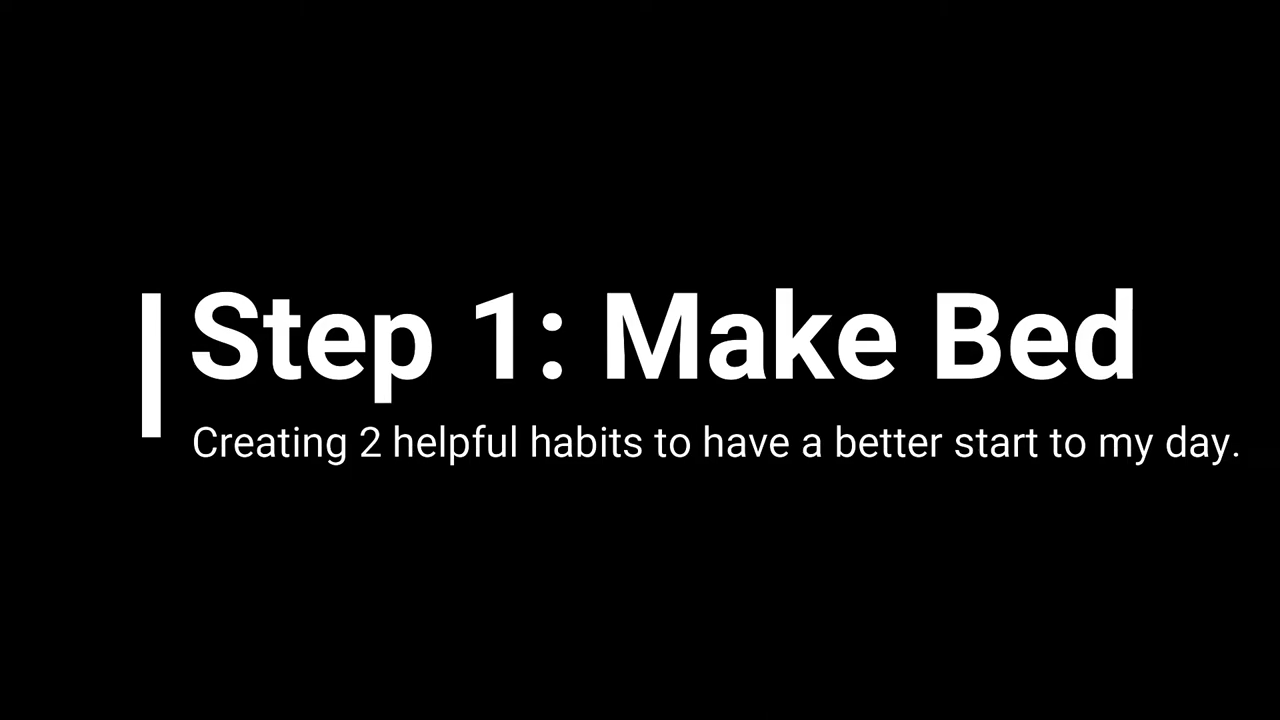 Step 1: Make Bed
Creating 2 helpful habits to have a better start to my day.